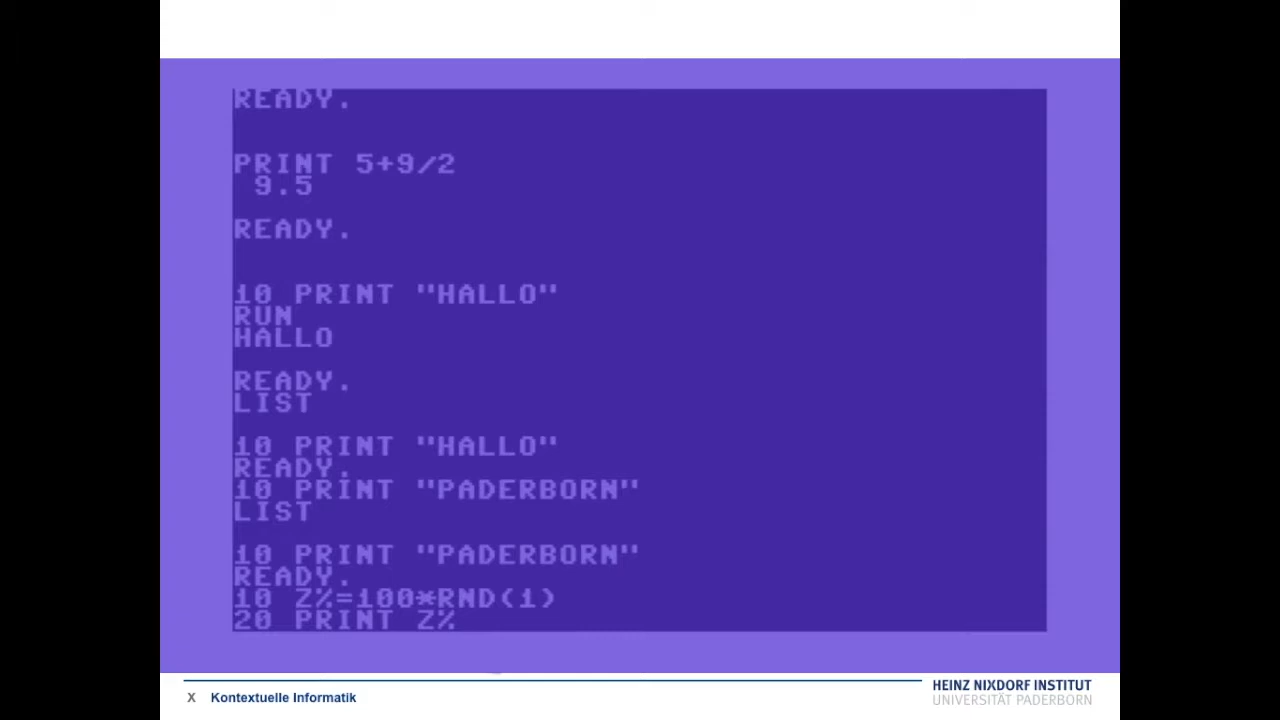 READY.
PRINT 5+9/2
9.5
READY.
10 PRINT "HALLO"
RUN
HALLO
READY.
LIST
10 PRINT "HALLO"
READY.
10 PRINT "PADERBORN"
LIST
10 PRINT "PADERBORN"
READY.
10 Z%=100*RND(1)
20 PRINT Z%
X Kontextuelle Informatik
HEINZ NIXDORF INSTITUT
UNIVERSITÄT PADERBORN